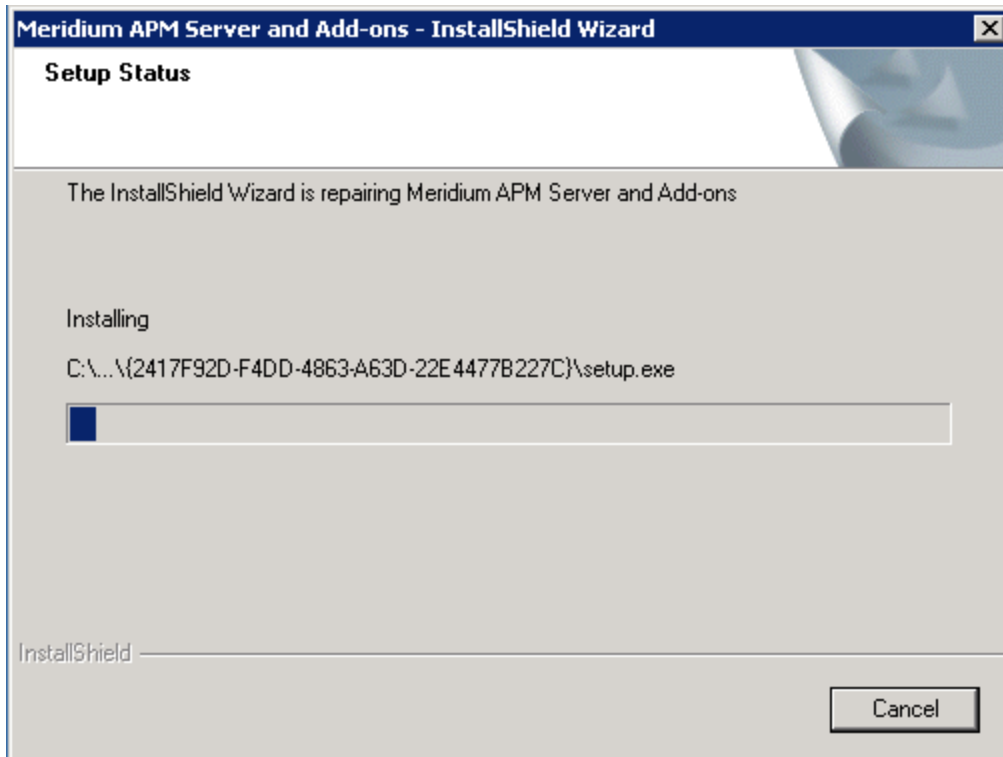 Meridium APM Server and Add-ons - InstallShield Wizard
Setup Status
The InstallShield Wizard is repairing Meridium APM Server and Add-ons
Installing
C:\...\{2417F92D-F4DD-4863-A63D-22E4477B227C}\setup.exe
InstallShield
Cancel